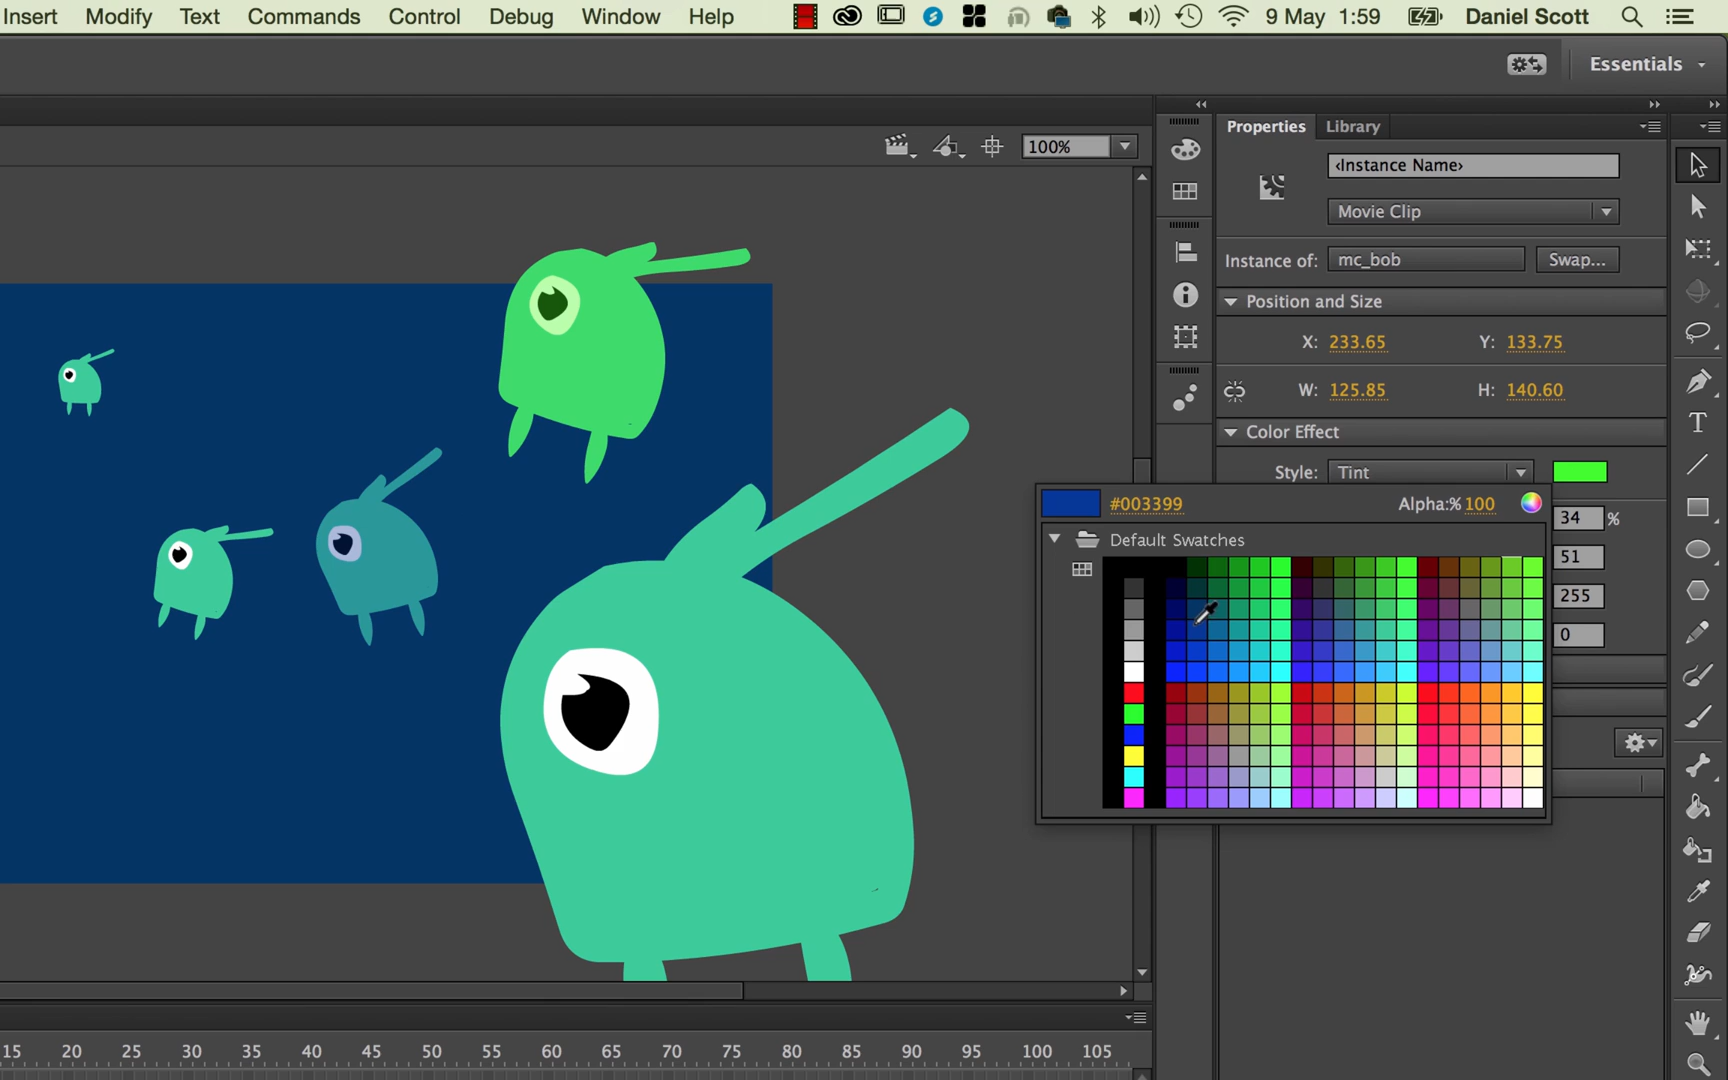 Insert Modify Text Commands Control Debug Window Help 9 May 1:59 Daniel Scott
Essentials
100%
Properties Library
‹Instance Name›
Movie Clip
Instance of: mc_bob Swap...
Position and Size
X: 233.65 Y: 133.75
W: 125.85 H: 140.60
Color Effect
Style: Tint
#003399 Alpha:% 100
34 %
Default Swatches
51
255
0
15 20 25 30 35 40 45 50 55 60 65 70 75 80 85 90 95 100 105